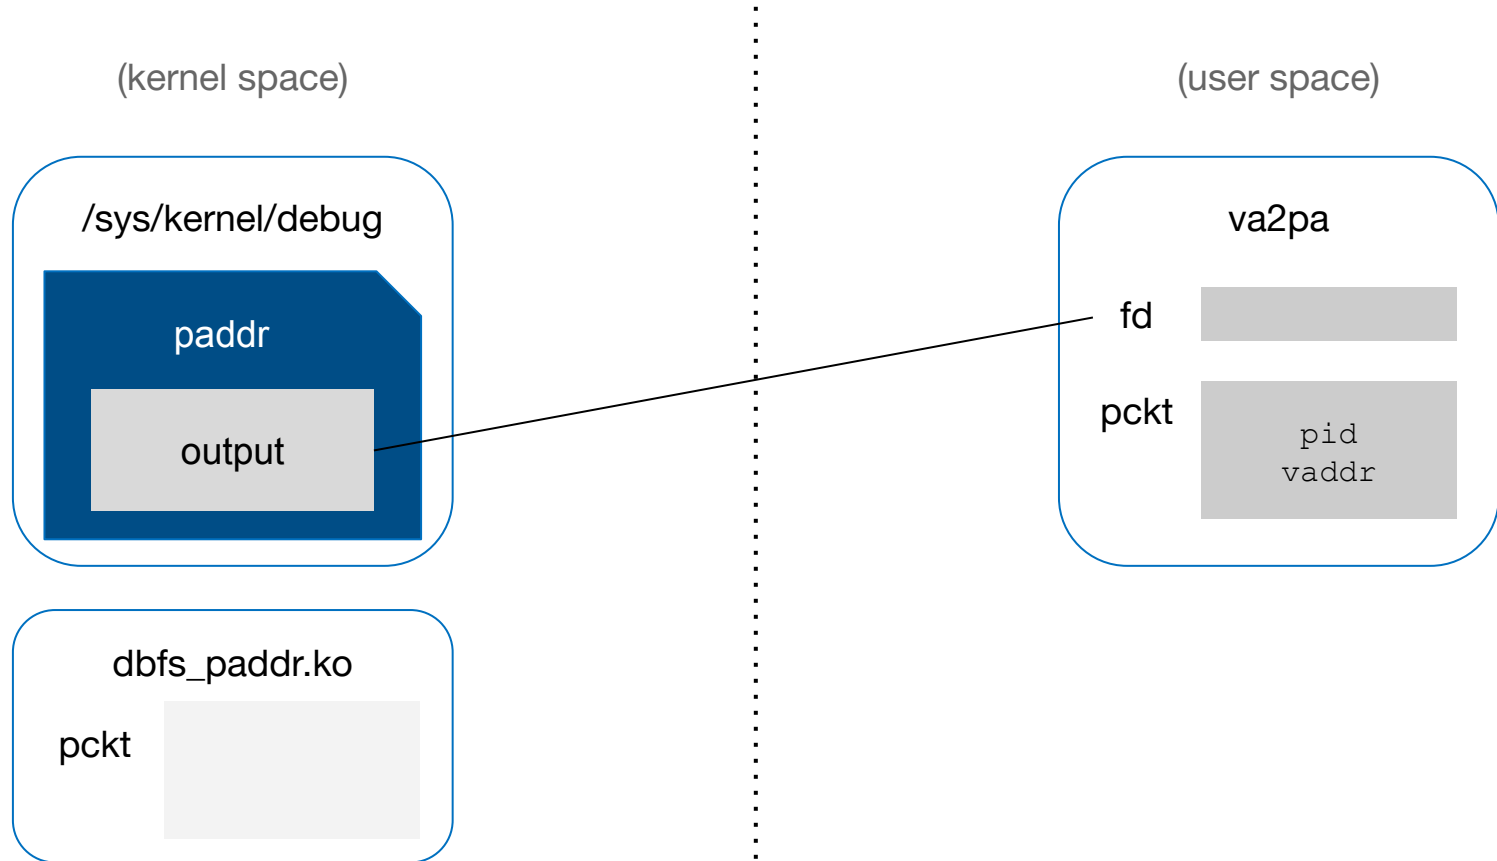 (kernel space)
(user space)
/sys/kernel/debug
paddr
output
va2pa
fd
pckt
pid
vaddr
dbfs_paddr.ko
pckt